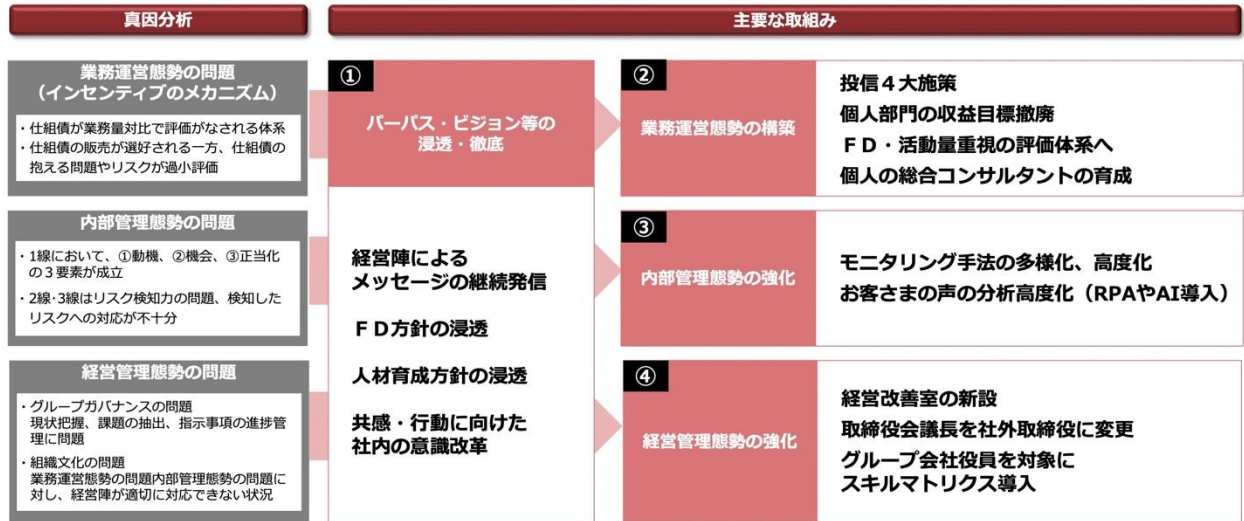 真因分析
主要な取組み
業務運営態勢の問題
（インセンティブのメカニズム）
・仕組債が業務量対比で評価がなされる体系
・仕組債の販売が選好される一方、仕組債の
抱える問題やリスクが過小評価
内部管理態勢の問題
・1線において、①動機、②機会、③正当化
の３要素が成立
・2線･3線はリスク検知力の問題、検知した
リスクへの対応が不十分
経営管理態勢の問題
・グループガバナンスの問題
現状把握、課題の抽出、指示事項の進捗管
理に問題
・組織文化の問題
業務運営態勢の問題内部管理態勢の問題に
対し、経営陣が適切に対応できない状況
①
パーパス・ビジョン等の
浸透・徹底
経営陣による
メッセージの継続発信
ＦＤ方針の浸透
人材育成方針の浸透
共感・行動に向けた
社内の意識改革
②
業務運営態勢の構築
投信４大施策
個人部門の収益目標撤廃
ＦＤ・活動量重視の評価体系へ
個人の総合コンサルタントの育成
③
内部管理態勢の強化
モニタリング手法の多様化、高度化
お客さまの声の分析高度化（RPAやAI導入）
④
経営管理態勢の強化
経営改善室の新設
取締役会議長を社外取締役に変更
グループ会社役員を対象に
スキルマトリクス導入